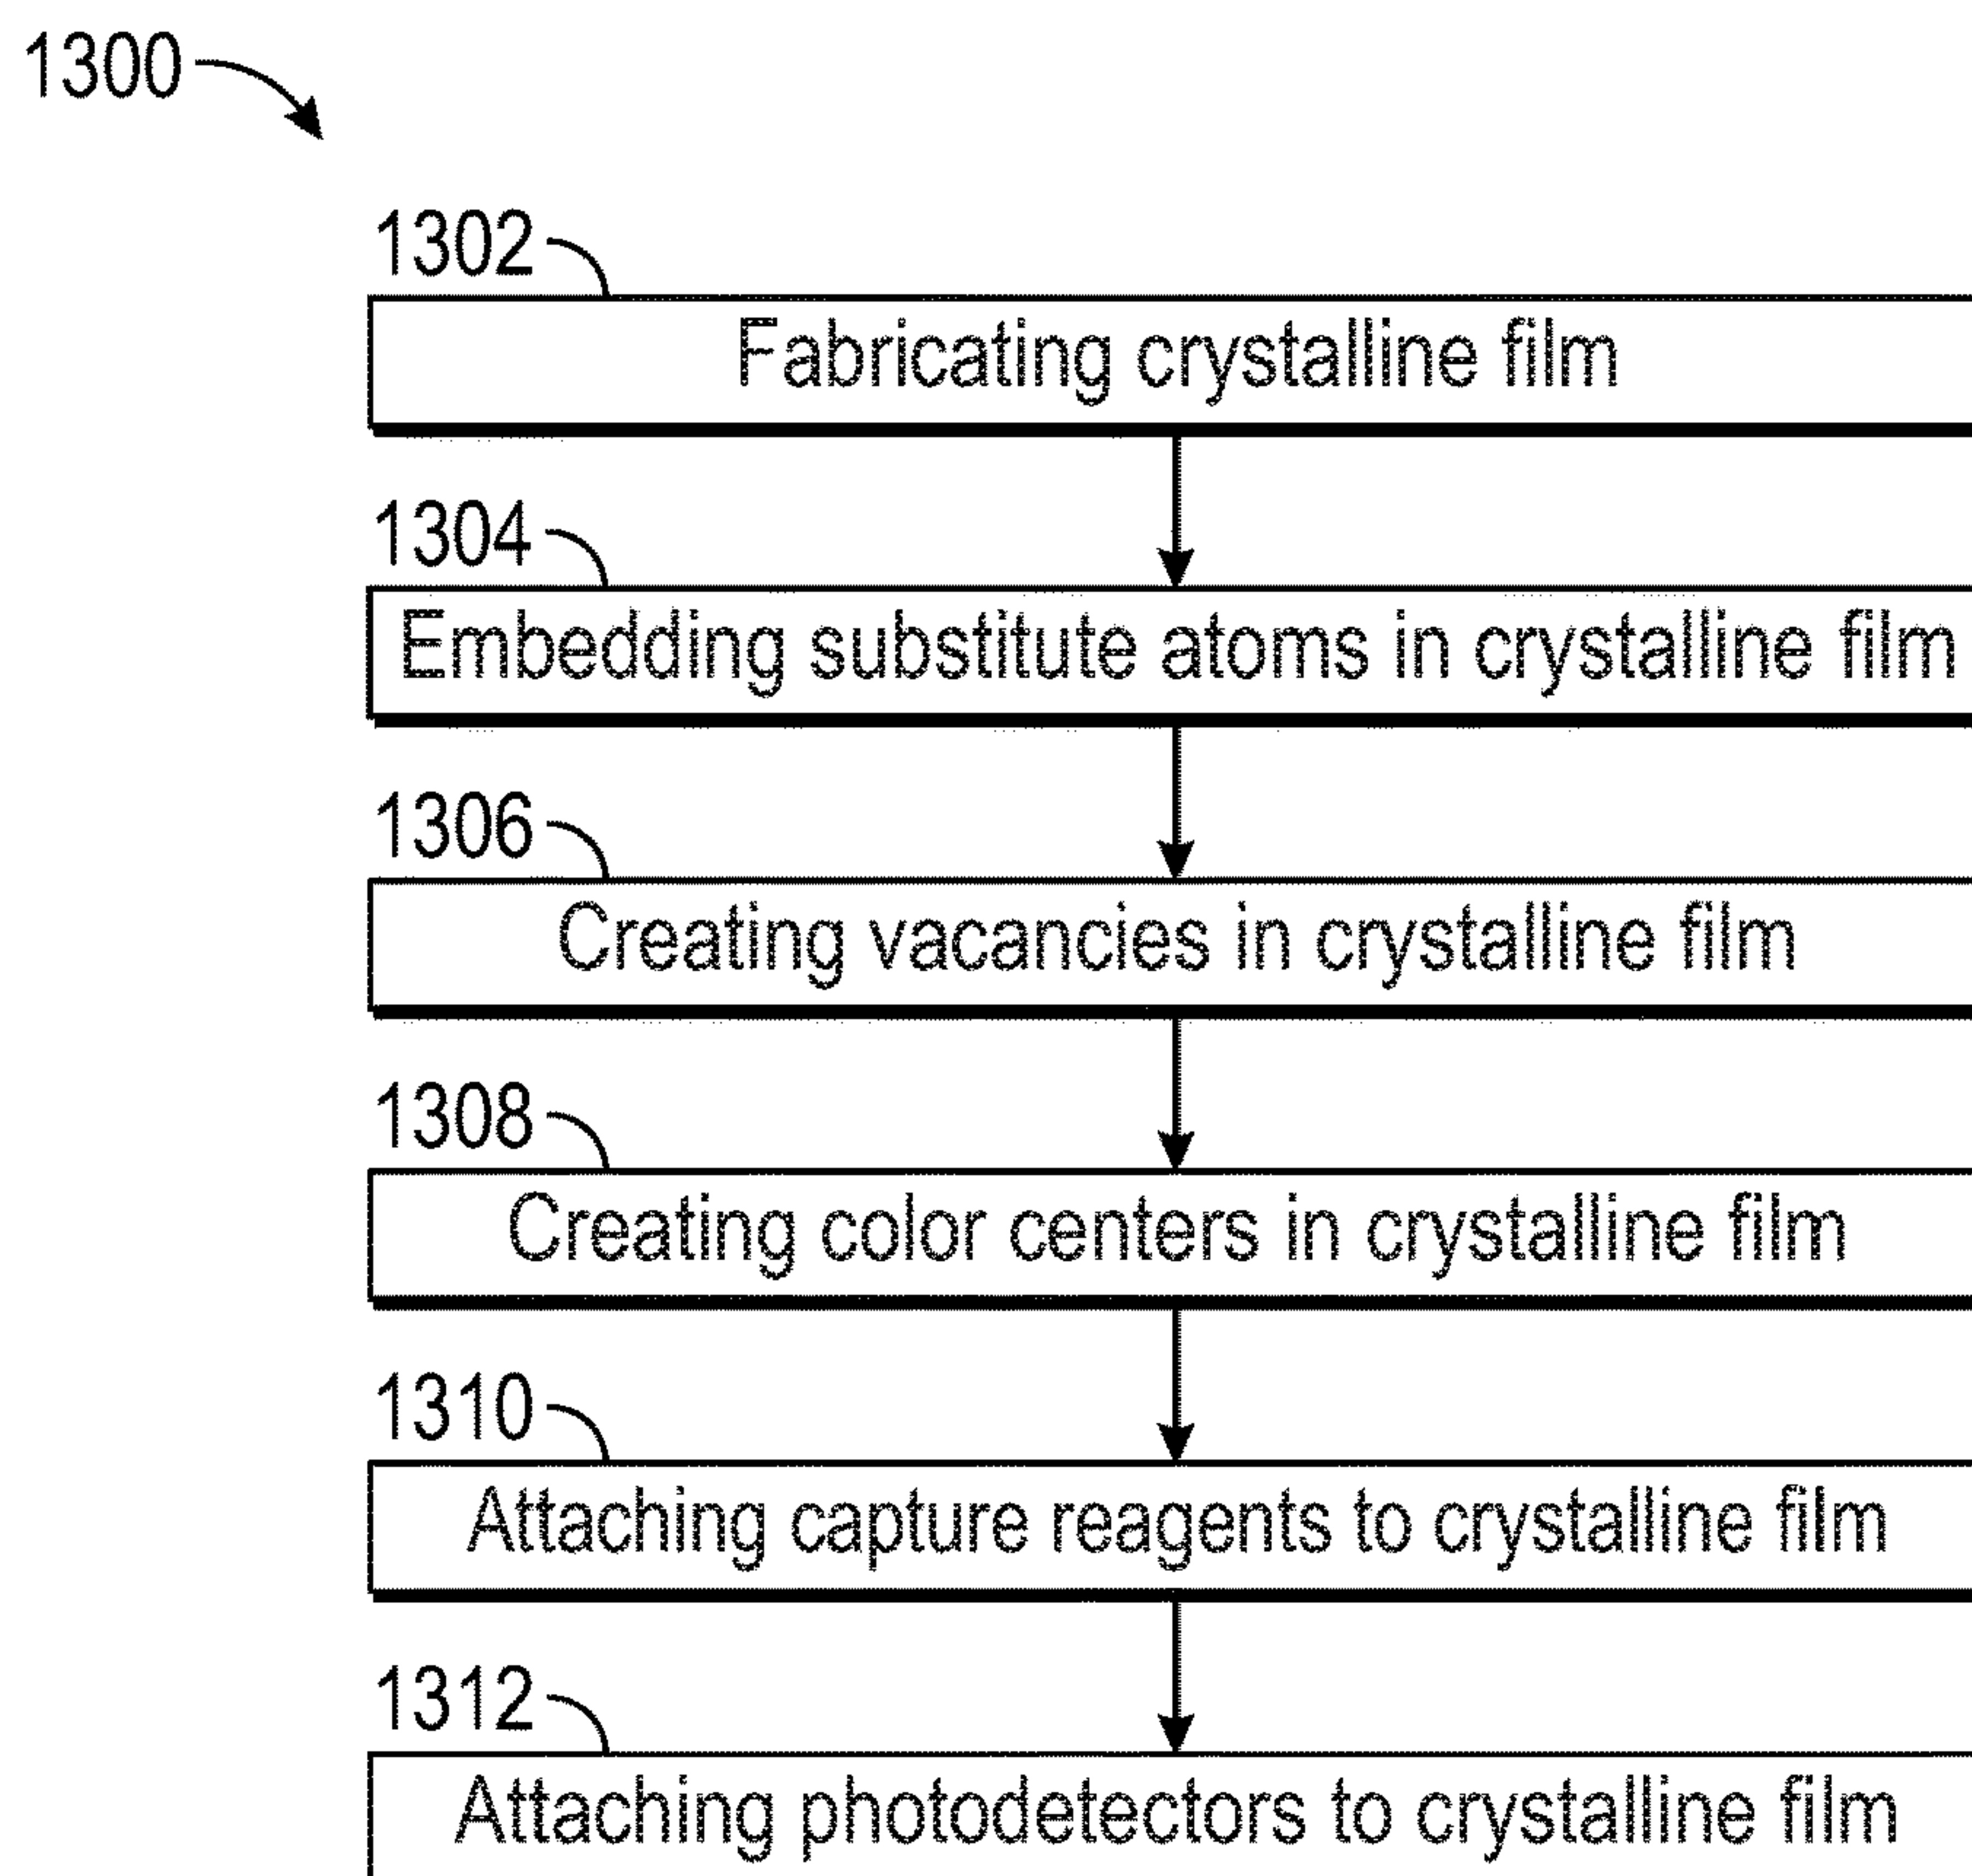 1300
1302
Fabricating crystalline film
1304
Embedding substitute atoms in crystalline film
1306
Creating vacancies in crystalline film
1308
Creating color centers in crystalline film
1310
Attaching capture reagents to crystalline film
1312
Attaching photodetectors to crystalline film